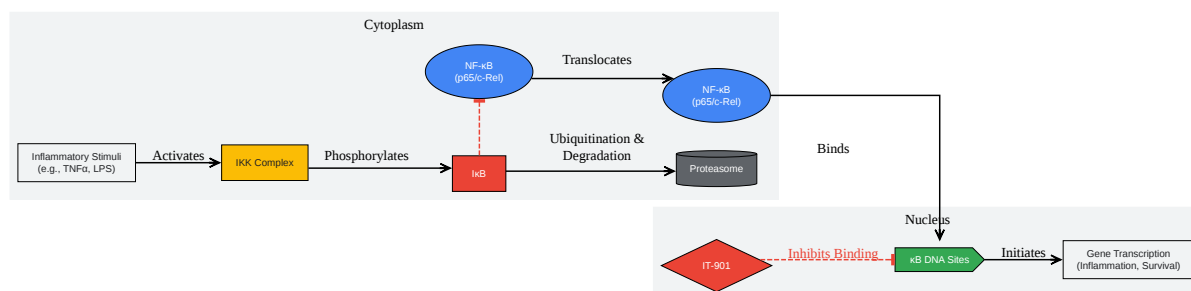 Cytoplasm
NF-κB
(p65/c-Rel)
Translocates
NF-κB
(p65/c-Rel)
Inflammatory Stimuli
(e.g., TNFα, LPS)
Activates
IKK Complex
Phosphorylates
IκB
Ubiquitination &
Degradation
Proteasome
Binds
Nucleus
IT-901
Inhibits Binding
κB DNA Sites
Initiates
Gene Transcription
(Inflammation, Survival)